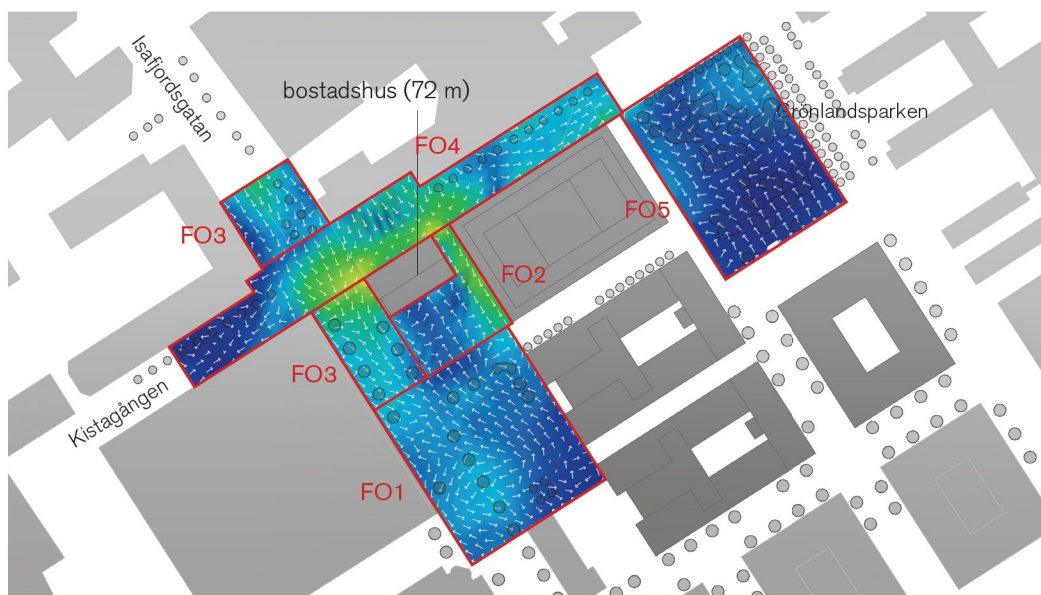 Isafjordsgatan
bostadshus (72 m)
Grönlandsparken
FO4
FO3
FO5
FO2
FO3
Kistagången
FO1